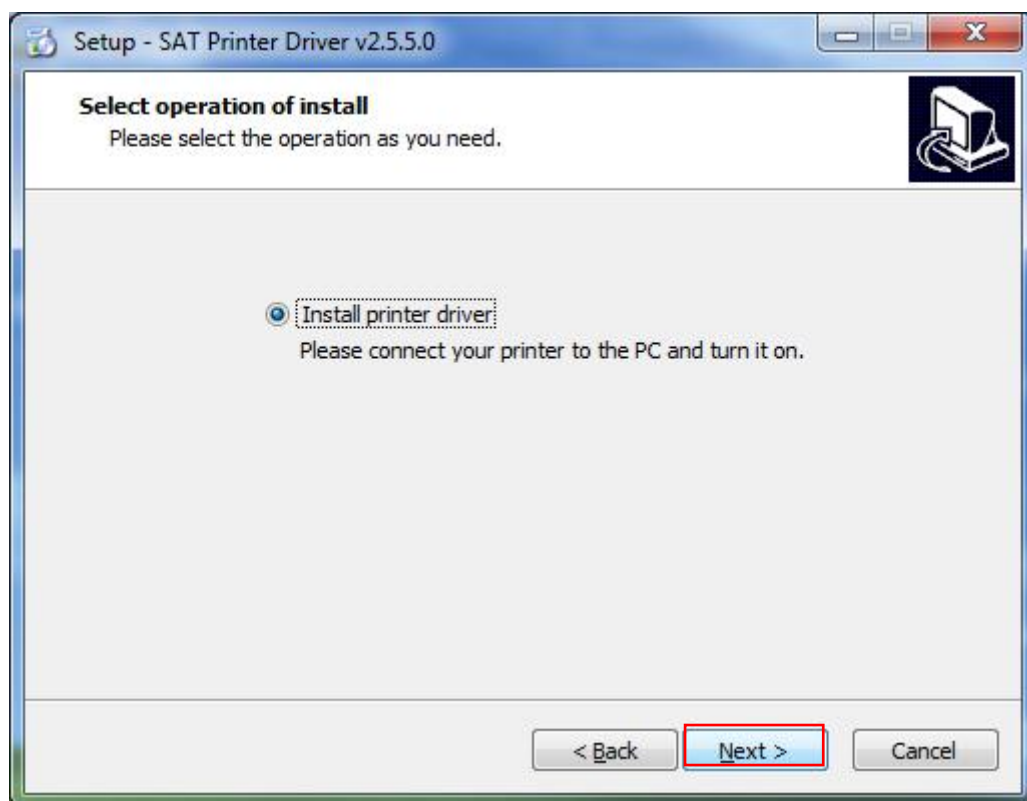 Setup - SAT Printer Driver v2.5.5.0
Select operation of install
Please select the operation as you need.
Install printer driver
Please connect your printer to the PC and turn it on.
< Back Next > Cancel